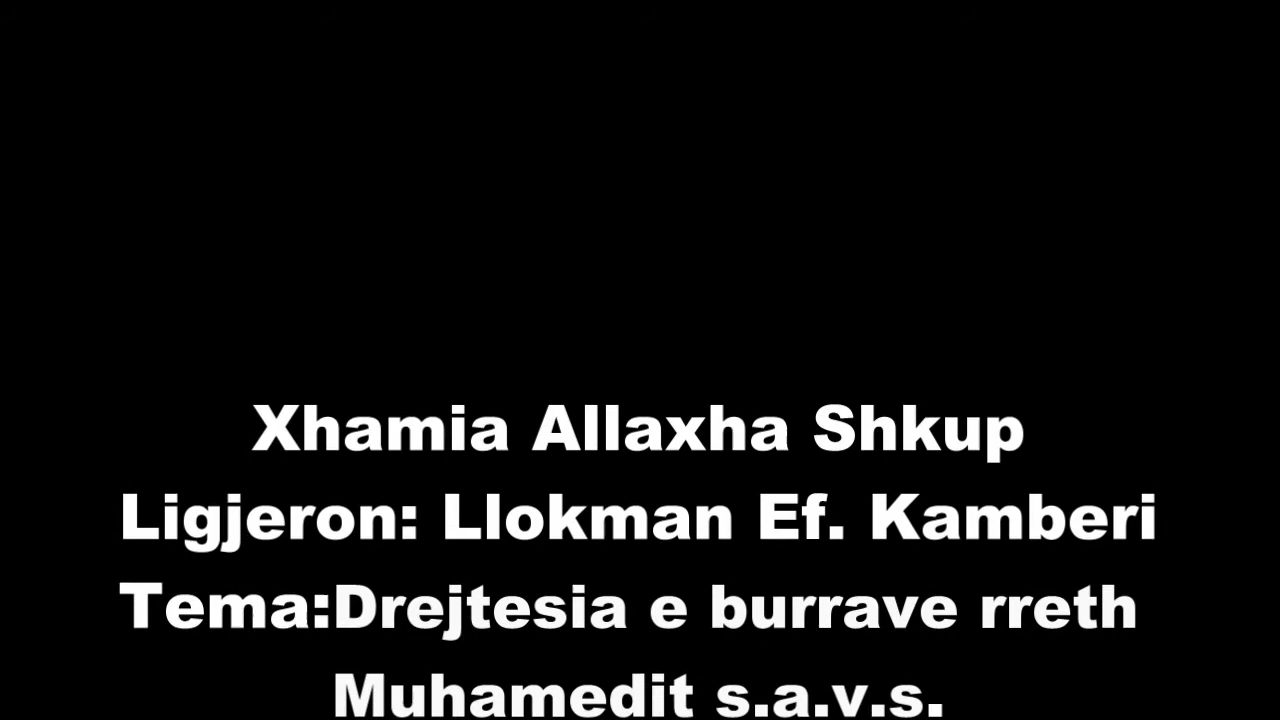 Xhamia Allaxha Shkup
Ligjeron: Llokman Ef. Kamberi
Tema:Drejtesia e burrave rreth
Muhamedit s.a.v.s.